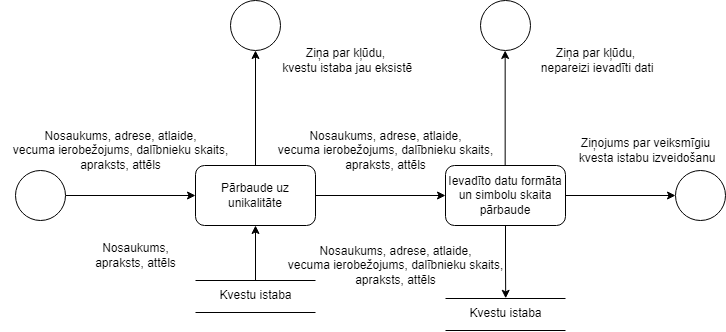 Ziņa par kļūdu,
kvestu istaba jau eksistē
Ziņa par kļūdu,
nepareizi ievadīti dati
Nosaukums, adrese, atlaide,
vecuma ierobežojums, dalībnieku skaits,
apraksts, attēls
Nosaukums, adrese, atlaide,
vecuma ierobežojums, dalībnieku skaits,
apraksts, attēls
Ziņojums par veiksmīgiu
kvesta istabu izveidošanu
Pārbaude uz
unikalitāte
Ievadīto datu formāta
un simbolu skaita
pārbaude
Nosaukums,
apraksts, attēls
Nosaukums, adrese, atlaide,
vecuma ierobežojums, dalībnieku skaits,
apraksts, attēls
Kvestu istaba
Kvestu istaba